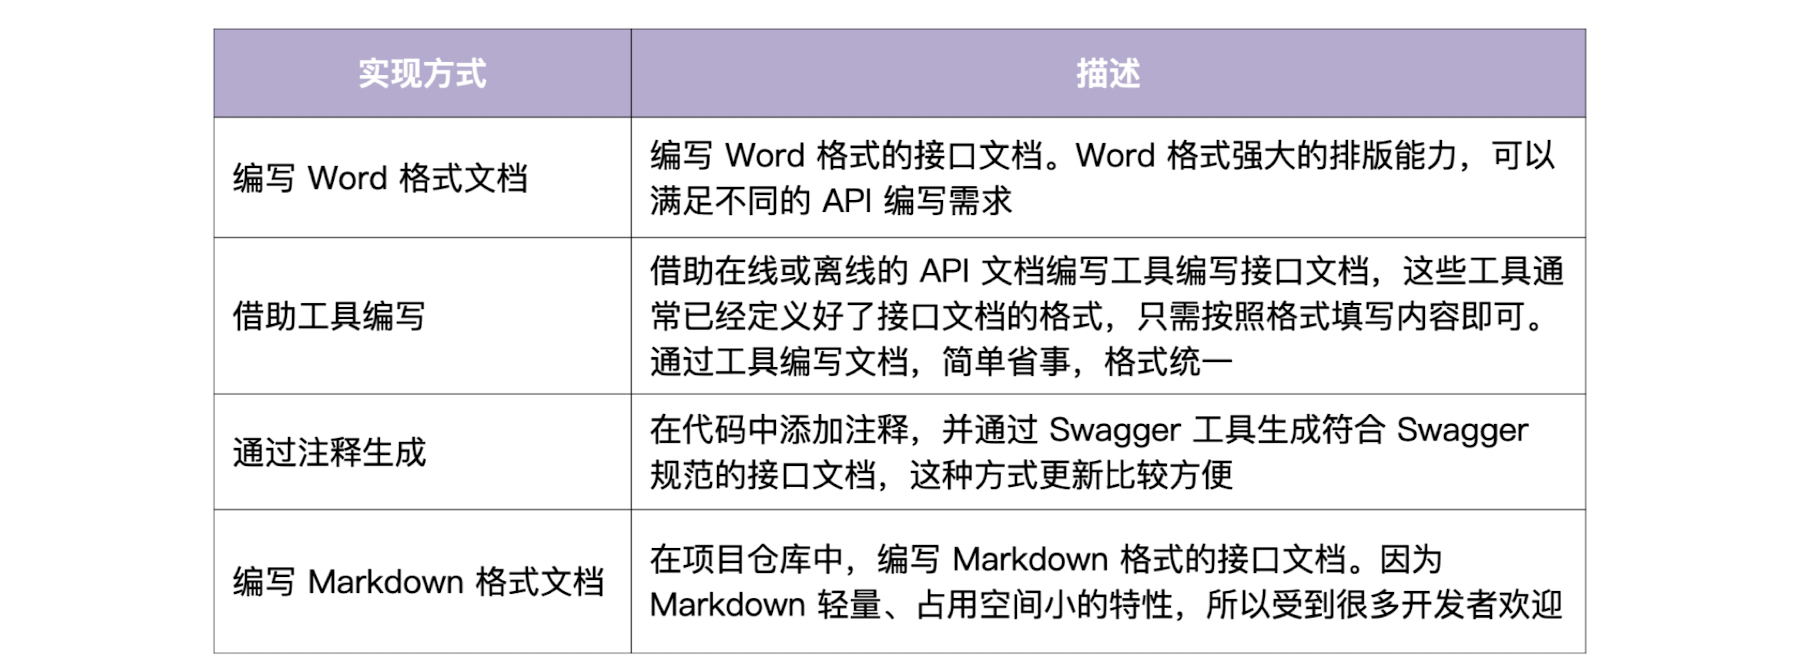 实现方式
描述
编写 Word 格式文档
编写 Word 格式的接口文档。Word 格式强大的排版能力，可以
满足不同的 API 编写需求
借助工具编写
借助在线或离线的 API 文档编写工具编写接口文档，这些工具通
常已经定义好了接口文档的格式，只需按照格式填写内容即可。
通过工具编写文档，简单省事，格式统一
通过注释生成
在代码中添加注释，并通过 Swagger 工具生成符合 Swagger
规范的接口文档，这种方式更新比较方便
编写 Markdown 格式文档
在项目仓库中，编写 Markdown 格式的接口文档。因为
Markdown 轻量、占用空间小的特性，所以受到很多开发者欢迎